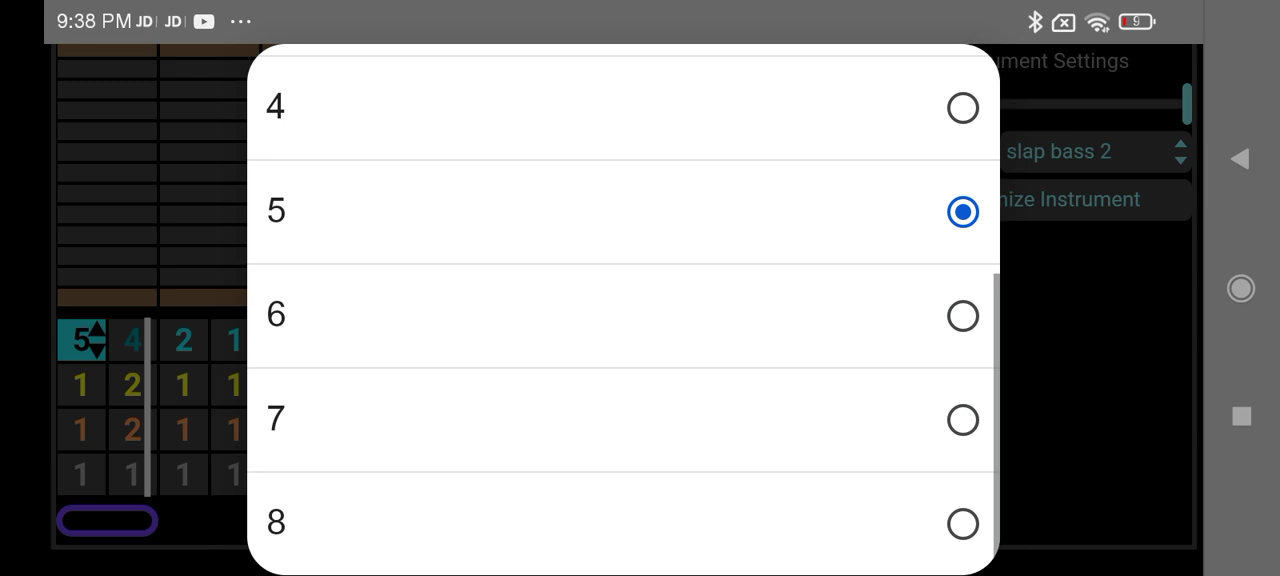 9:38 PM JD JD ...
9
ument Settings
4
slap bass 2
5
nize Instrument
6
5 4 2 1
1 2 1 1
7
1 2 1 1
1 1 1 1
8